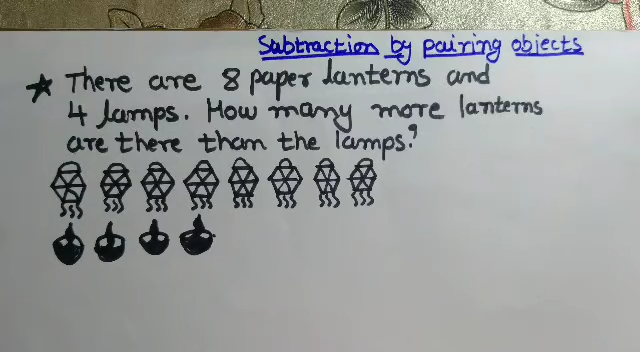 Subtraction by pairing objects
★ There are 8 paper lanterns and
4 lamps. How many more lanterns
are there than the lamps?